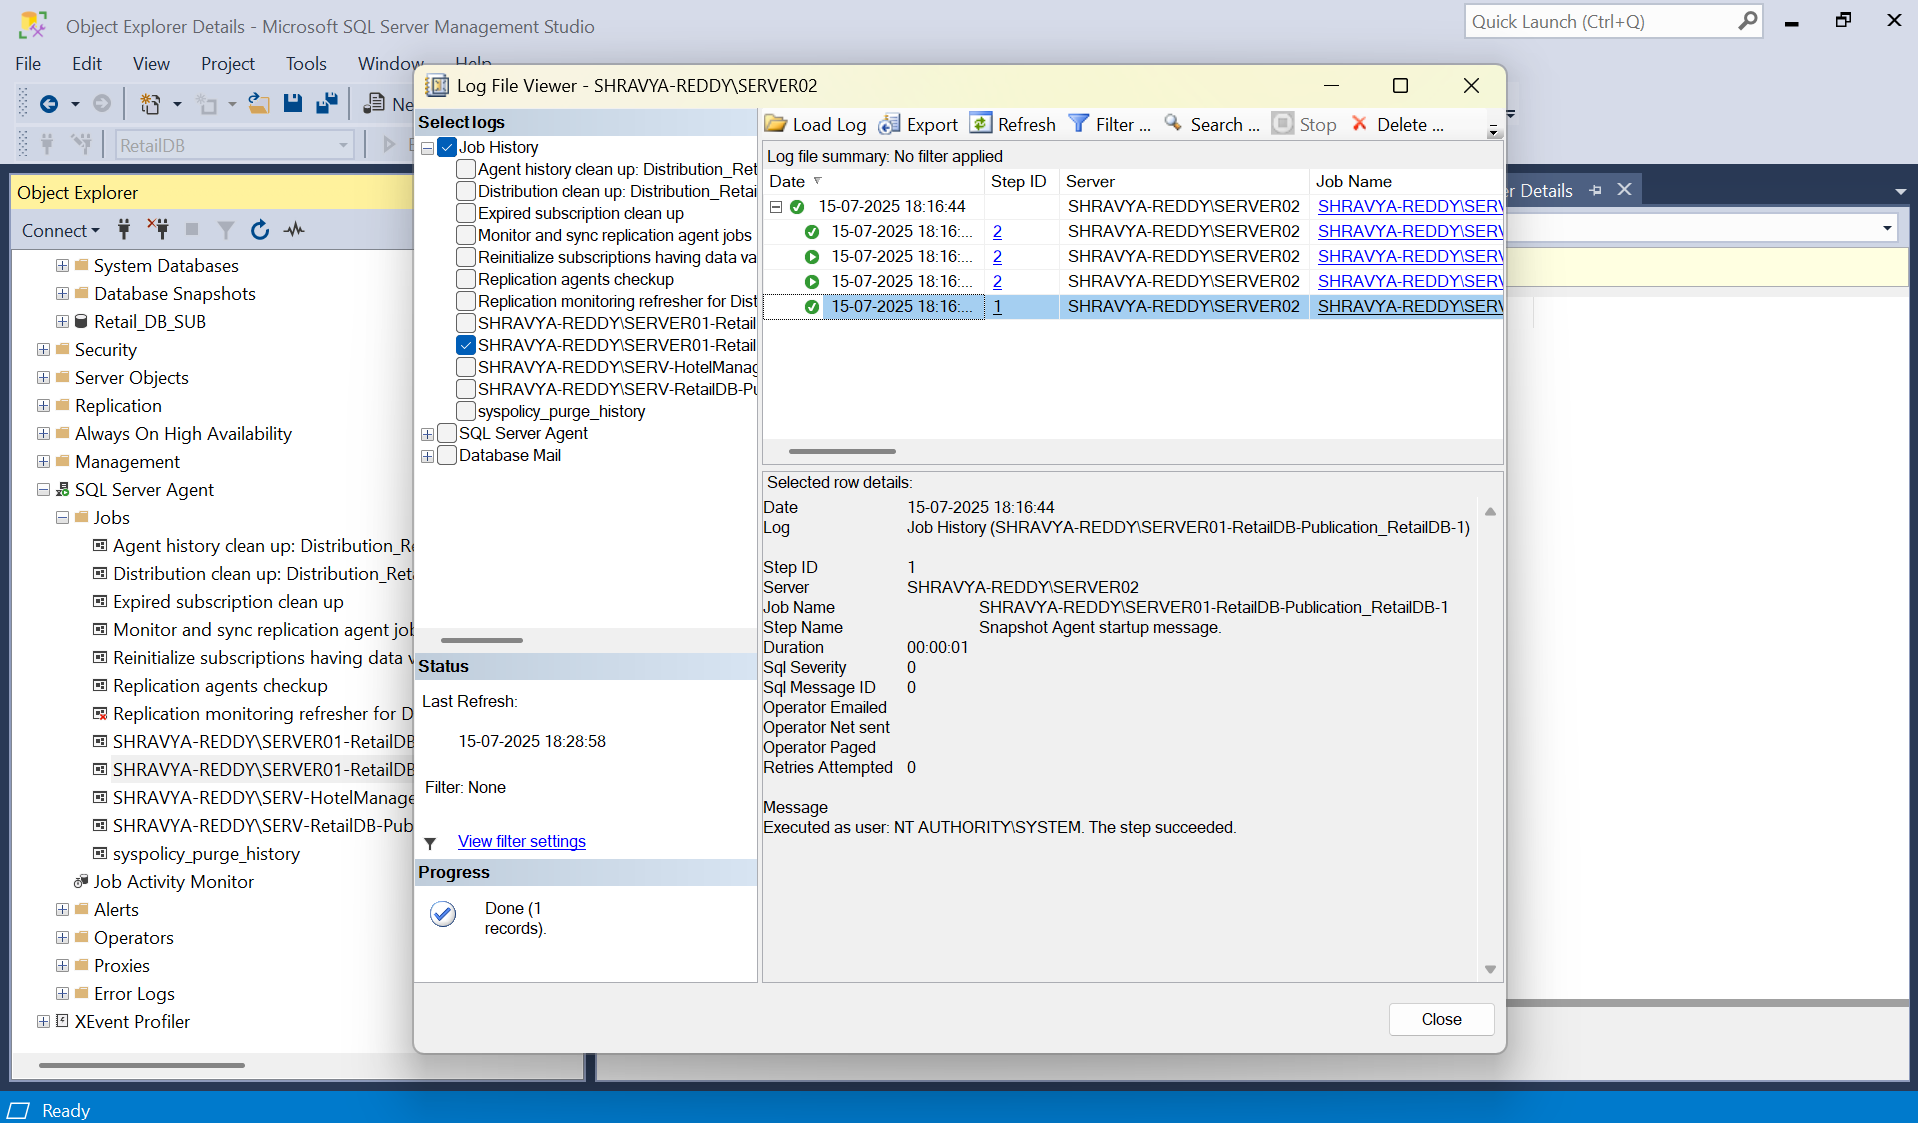 Object Explorer Details - Microsoft SQL Server Management Studio
Quick Launch (Ctrl+Q)
File Edit View Project Tools Window Help
Ne
RetailDB
Object Explorer
Connect
System Databases
Database Snapshots
Retail_DB_SUB
Security
Server Objects
Replication
Always On High Availability
Management
SQL Server Agent
Jobs
Agent history clean up: Distribution_Re
Distribution clean up: Distribution_Reta
Expired subscription clean up
Monitor and sync replication agent job
Reinitialize subscriptions having data v
Replication agents checkup
Replication monitoring refresher for D
SHRAVYA-REDDY\SERVER01-RetailDB
SHRAVYA-REDDY\SERVER01-RetailDB
SHRAVYA-REDDY\SERV-HotelManage
SHRAVYA-REDDY\SERV-RetailDB-Pub
syspolicy_purge_history
Job Activity Monitor
Alerts
Operators
Proxies
Error Logs
XEvent Profiler
Ready
Log File Viewer - SHRAVYA-REDDY\SERVER02
Select logs
Job History
Agent history clean up: Distribution_Ret
Distribution clean up: Distribution_Retai
Expired subscription clean up
Monitor and sync replication agent jobs
Reinitialize subscriptions having data va
Replication agents checkup
Replication monitoring refresher for Dist
SHRAVYA-REDDY\SERVER01-Retail
SHRAVYA-REDDY\SERVER01-Retail
SHRAVYA-REDDY\SERV-HotelManag
SHRAVYA-REDDY\SERV-RetailDB-Pu
syspolicy_purge_history
SQL Server Agent
Database Mail
Status
Last Refresh:
15-07-2025 18:28:58
Filter: None
View filter settings
Progress
Done (1
records).
Load Log Export Refresh Filter ... Search ... Stop Delete ...
Log file summary: No filter applied
Date Step ID Server Job Name
15-07-2025 18:16:44 SHRAVYA-REDDY\SERVER02 SHRAVYA-REDDY\SERV
15-07-2025 18:16:... 2 SHRAVYA-REDDY\SERVER02 SHRAVYA-REDDY\SERV
15-07-2025 18:16:... 2 SHRAVYA-REDDY\SERVER02 SHRAVYA-REDDY\SERV
15-07-2025 18:16:... 2 SHRAVYA-REDDY\SERVER02 SHRAVYA-REDDY\SERV
15-07-2025 18:16:... 1 SHRAVYA-REDDY\SERVER02 SHRAVYA-REDDY\SERV
Selected row details:
Date 15-07-2025 18:16:44
Log Job History (SHRAVYA-REDDY\SERVER01-RetailDB-Publication_RetailDB-1)
Step ID 1
Server SHRAVYA-REDDY\SERVER02
Job Name SHRAVYA-REDDY\SERVER01-RetailDB-Publication_RetailDB-1
Step Name Snapshot Agent startup message.
Duration 00:00:01
Sql Severity 0
Sql Message ID 0
Operator Emailed
Operator Net sent
Operator Paged
Retries Attempted 0
Message
Executed as user: NT AUTHORITY\SYSTEM. The step succeeded.
Close
er Details